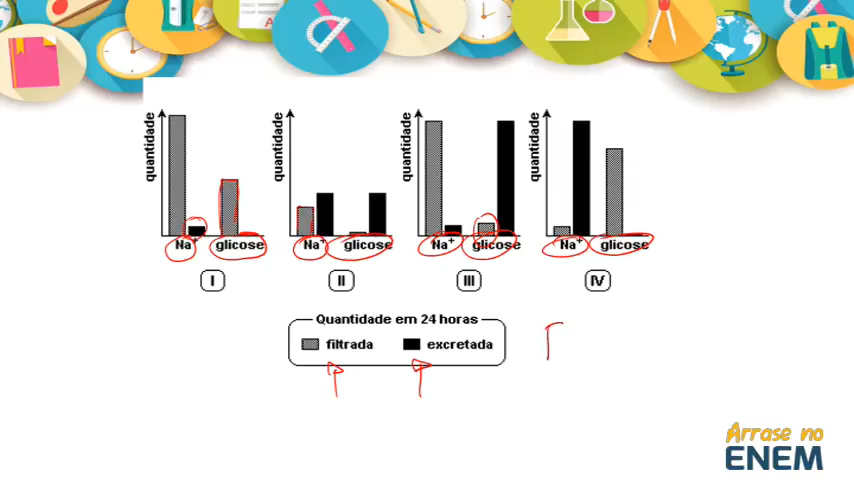 quantidade
Na+
glicose
I
quantidade
Na+
glicose
II
quantidade
Na+
glicose
III
quantidade
Na+
glicose
IV
Quantidade em 24 horas
filtrada
excretada
Arrase no
ENEM